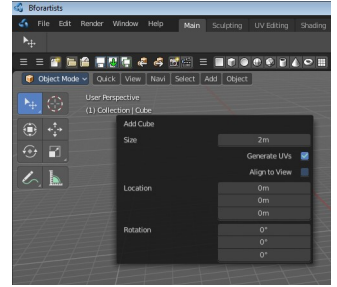 Bforartists
File Edit Render Window Help Main Sculpting UV Editing Shading
Object Mode Quick View Navi Select Add Object
User Perspective
(1) Collection | Cube
Add Cube
Size 2m
Generate UVs
Align to View
Location 0m
0m
0m
Rotation 0°
0°
0°